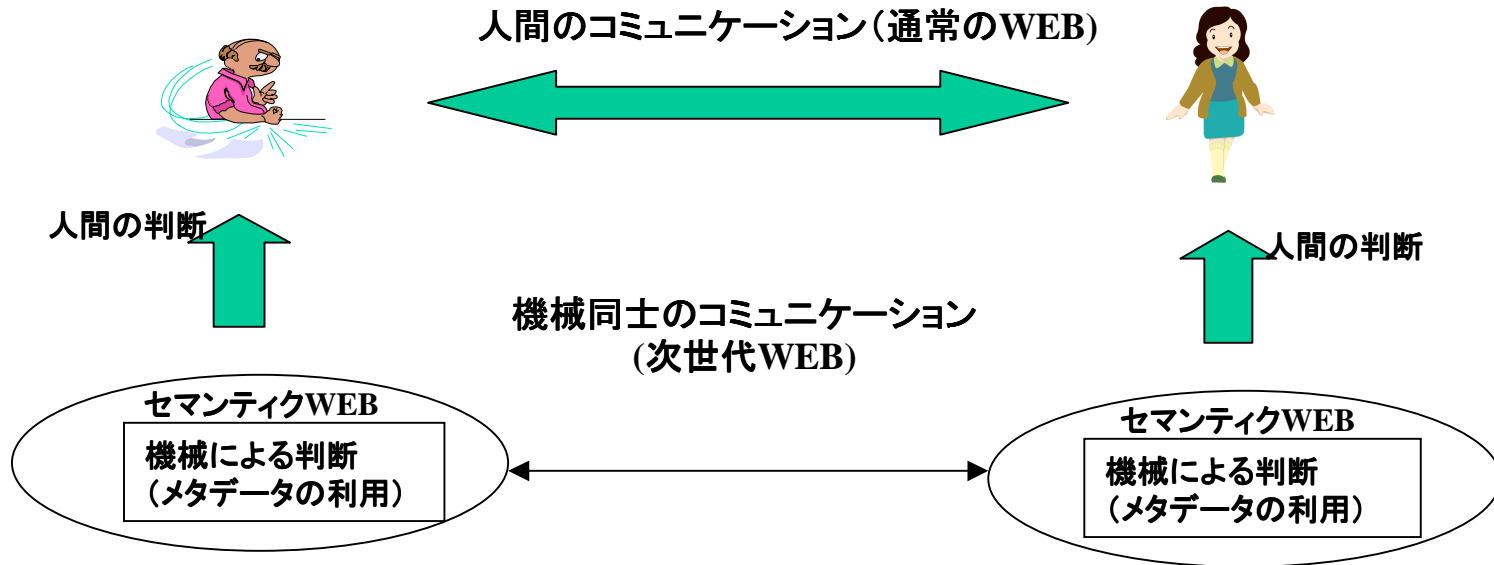 人間のコミュニケーション（通常のWEB）
人間の判断
人間の判断
機械同士のコミュニケーション
(次世代WEB)
セマンティクWEB
機械による判断
（メタデータの利用）
セマンティクWEB
機械による判断
（メタデータの利用）